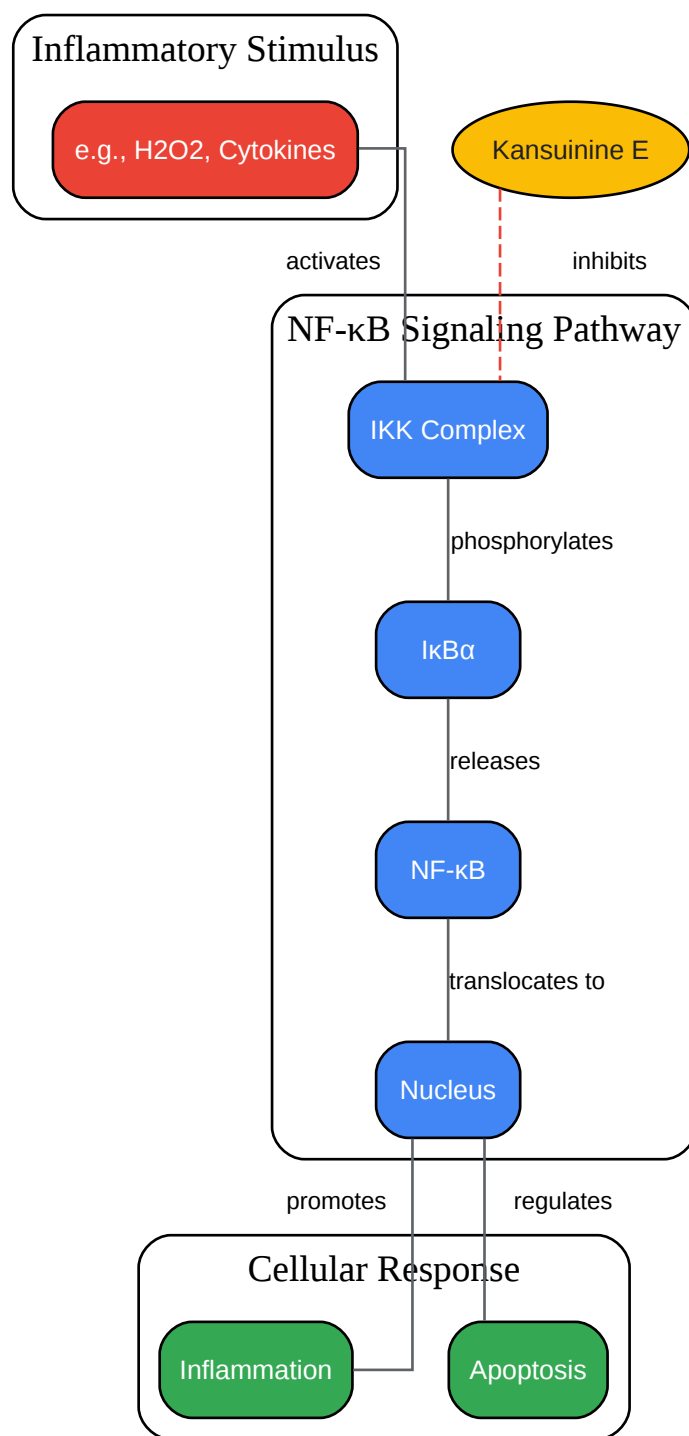 Inflammatory Stimulus
e.g., H2O2, Cytokines
Kansuinine E
activates
inhibits
NF-κB Signaling Pathway
IKK Complex
phosphorylates
IκBα
releases
NF-κB
translocates to
Nucleus
promotes
regulates
Cellular Response
Inflammation
Apoptosis